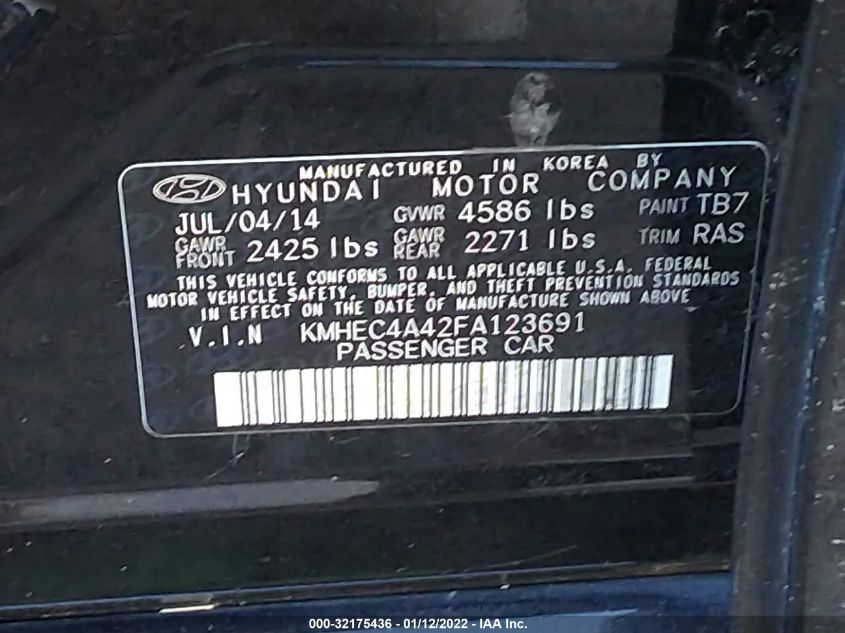 MANUFACTURED IN KOREA BY
HYUNDAI MOTOR COMPANY
JUL/04/14 GVWR 4586 lbs PAINT TB7
GAWR FRONT 2425 lbs GAWR REAR 2271 lbs TRIM RAS
THIS VEHICLE CONFORMS TO ALL APPLICABLE U.S.A. FEDERAL
MOTOR VEHICLE SAFETY, BUMPER, AND THEFT PREVENTION STANDARDS
IN EFFECT ON THE DATE OF MANUFACTURE SHOWN ABOVE
V.I.N KMHEC4A42FA123691
PASSENGER CAR
000-32175436 - 01/12/2022 - IAA Inc.